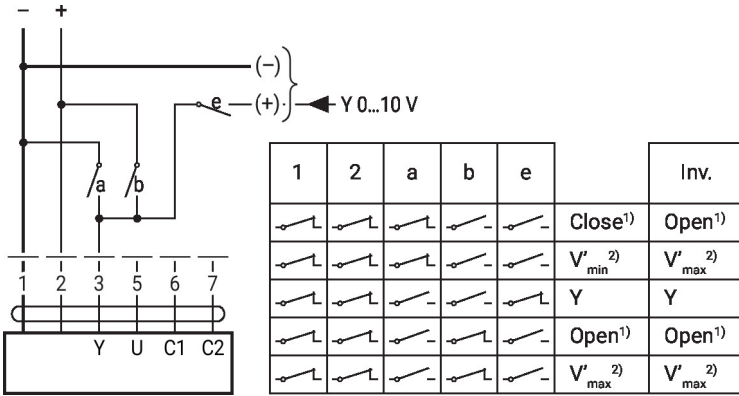 – +
(–)
e (+) Y 0...10 V
a b
1 2 a b e Inv.
Close1) Open1)
V'min2) V'max2)
Y Y
Open1) Open1)
V'max2) V'max2)
1 2 3 5 6 7
Y U C1 C2